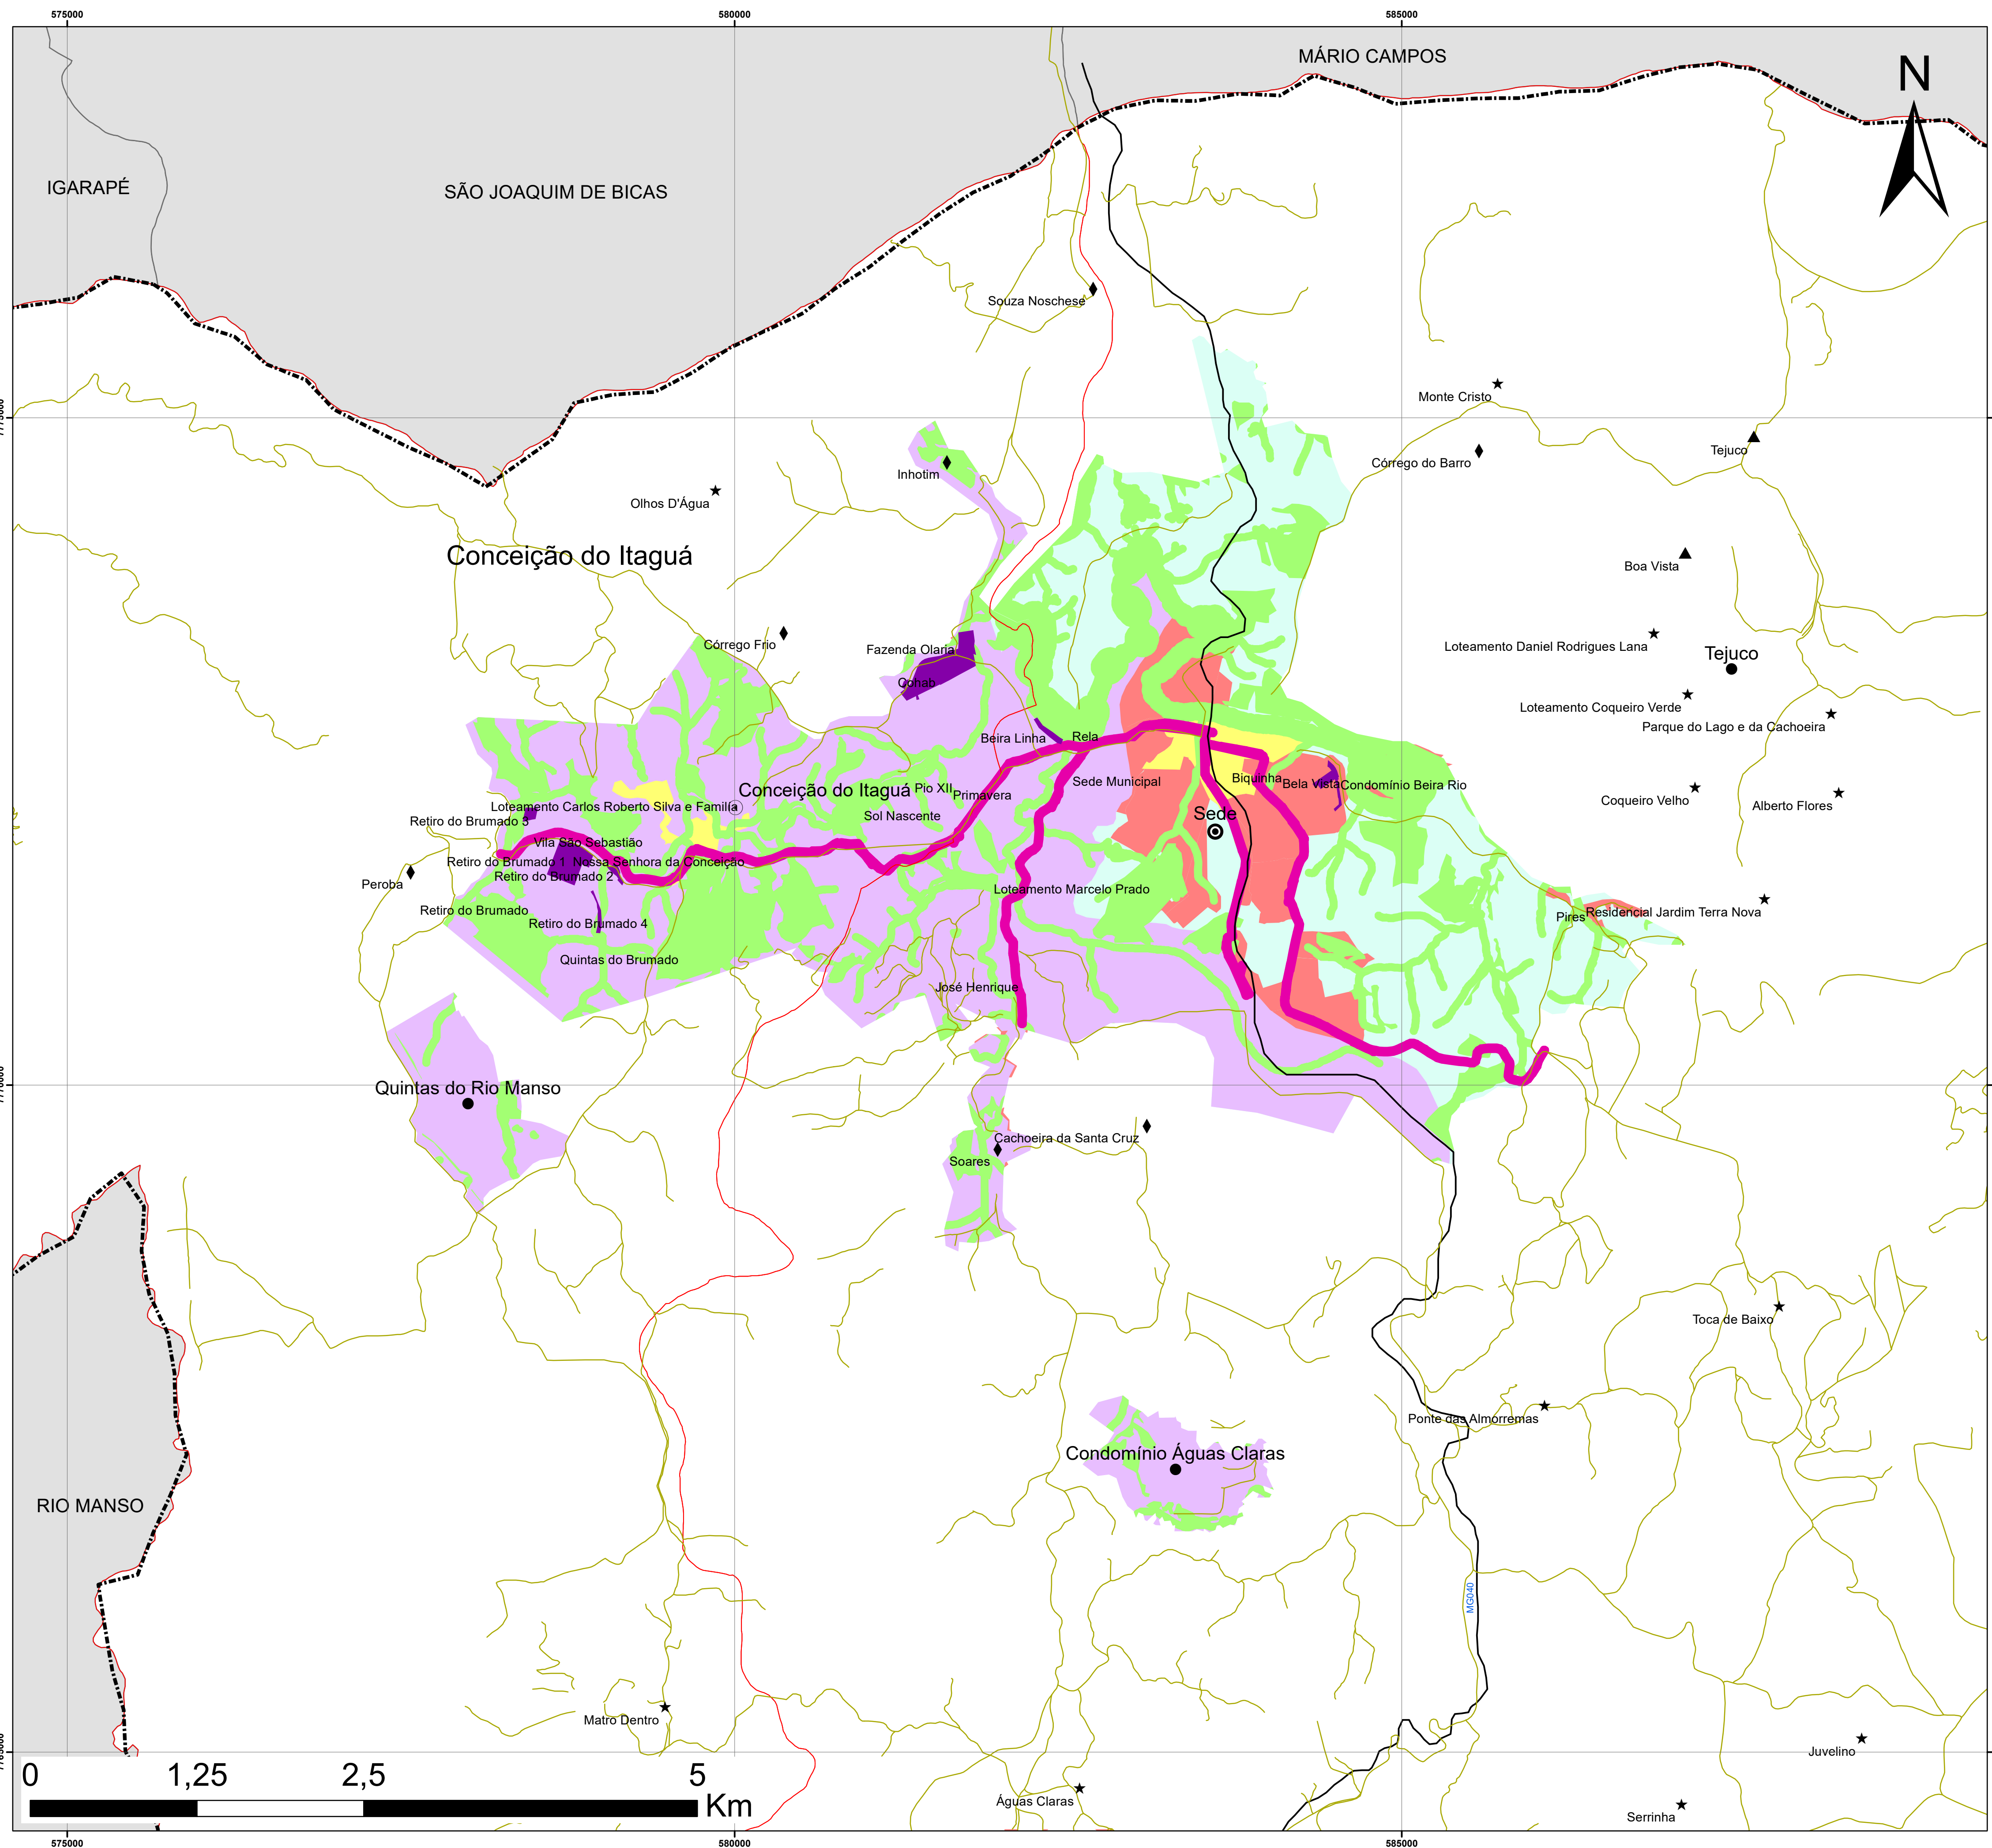 575000
580000
585000
MÁRIO CAMPOS
N
IGARAPÉ
SÃO JOAQUIM DE BICAS
Souza Noschese
Monte Cristo
Córrego do Barro
Tejuco
Inhotim
Olhos D'Água
Conceição do Itaguá
Boa Vista
Córrego Frio
Fazenda Olaria
Loteamento Daniel Rodrigues Lana
Tejuco
Cohab
Loteamento Coqueiro Verde
Parque do Lago e da Cachoeira
Beira Linha
Rela
Sede Municipal
Biquinha
Bela Vista
Condomínio Beira Rio
Conceição do Itaguá
Pio XII
Primavera
Coqueiro Velho
Alberto Flores
Loteamento Carlos Roberto Silva e Familia
Retiro do Brumado 3
Sol Nascente
Sede
Vila São Sebastião
Retiro do Brumado 1
Nossa Senhora da Conceição
Retiro do Brumado 2
Peroba
Loteamento Marcelo Prado
Retiro do Brumado
Retiro do Brumado 4
Pires
Residencial Jardim Terra Nova
Quintas do Brumado
José Henrique
Quintas do Rio Manso
Cachoeira da Santa Cruz
Soares
Toca de Baixo
Ponte das Almorremas
Condomínio Águas Claras
RIO MANSO
MG040
Matro Dentro
Juvelino
Águas Claras
Serrinha
0 1,25 2,5 5
Km
575000
580000
585000